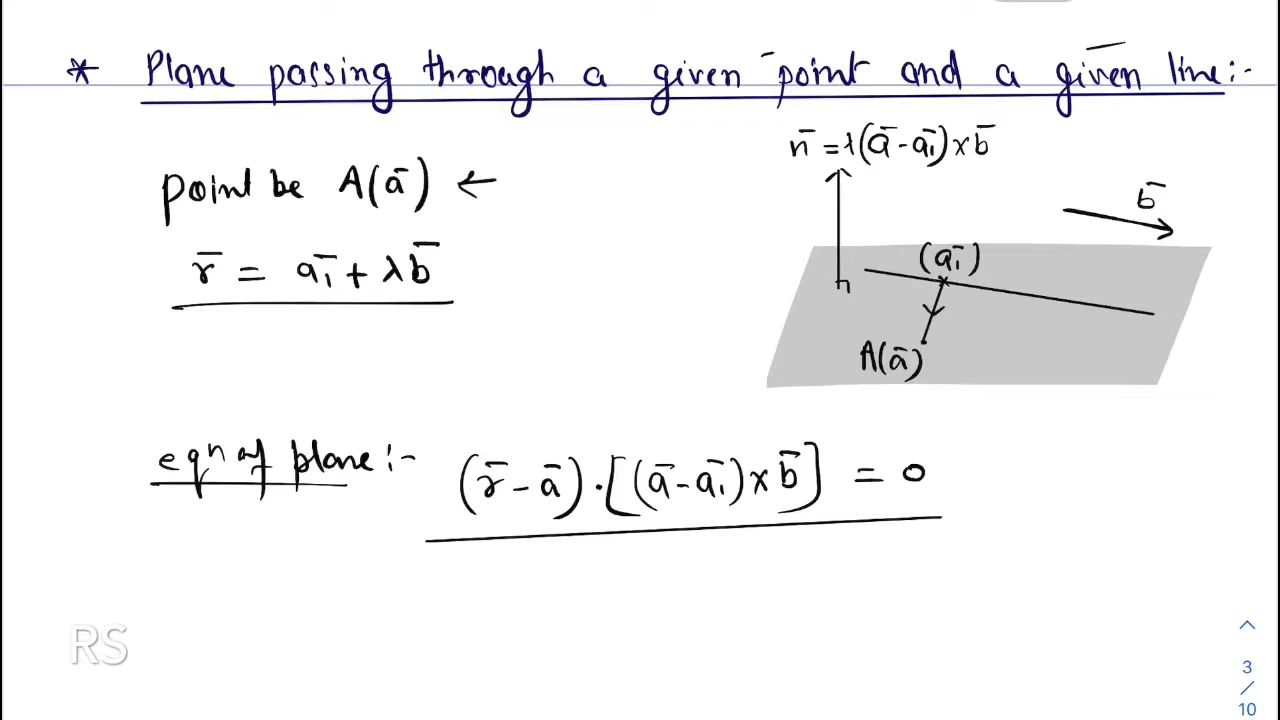 * Plane passing through a given point and a given line:-
n̄ = λ(ā - ā₁) × b̄
point be A(ā) ←
b̄
r̄ = ā₁ + λb̄
(ā₁)
A(ā)
eqⁿ of plane :- (r̄ - ā) · [(ā - ā₁) × b̄] = 0
RS
3
/
10